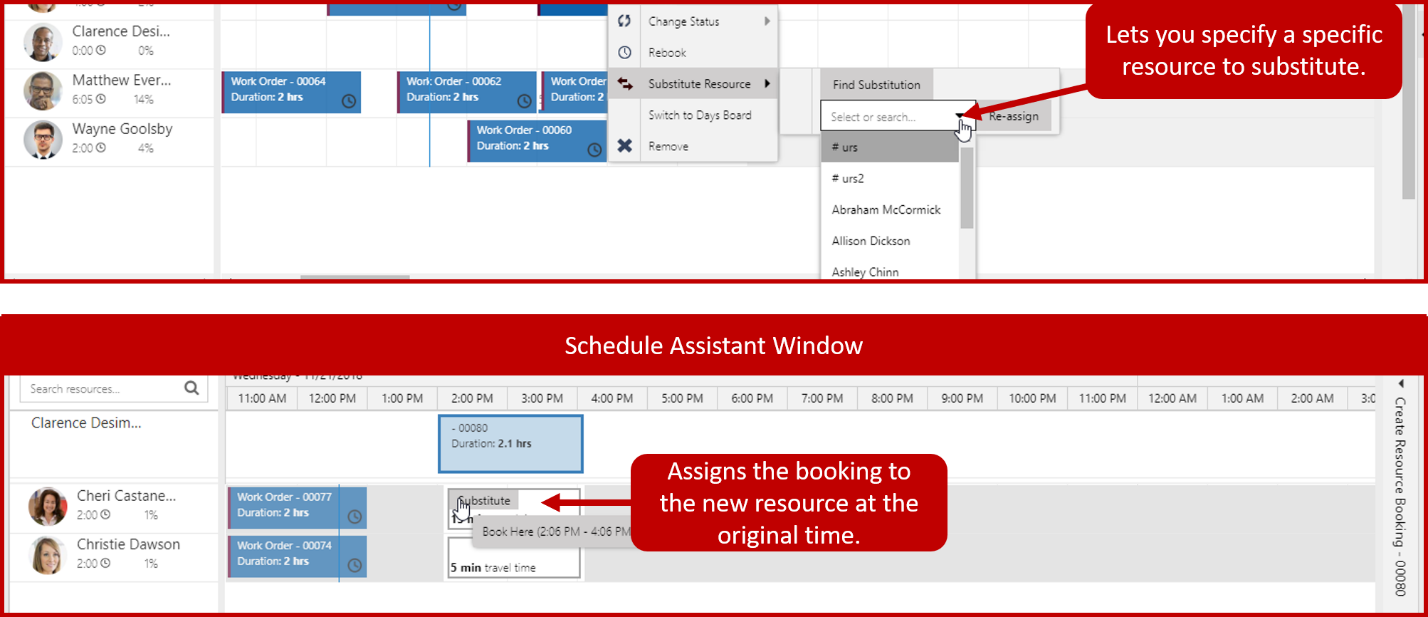 Clarence Desi...
0:00 0%
Matthew Ever...
6:05 14%
Wayne Goolsby
2:00 4%
Work Order - 00064
Duration: 2 hrs
Work Order - 00062
Duration: 2 hrs
Work Order
Duration: 2
Work Order - 00060
Duration: 2 hrs
Change Status
Rebook
Substitute Resource
Switch to Days Board
Remove
Find Substitution
Select or search...
Re-assign
# urs
# urs2
Abraham McCormick
Allison Dickson
Ashley Chinn
Lets you specify a specific
resource to substitute.
Schedule Assistant Window
Search resources...
Wednesday - 11/21/2018
11:00 AM 12:00 PM 1:00 PM 2:00 PM 3:00 PM 4:00 PM 5:00 PM 6:00 PM 7:00 PM 8:00 PM 9:00 PM 10:00 PM 11:00 PM 12:00 AM 1:00 AM 2:00 AM 3:0
Clarence Desim...
- 00080
Duration: 2.1 hrs
Cheri Castane...
2:00 1%
Work Order - 00077
Duration: 2 hrs
Substitute
Book Here (2:06 PM - 4:06 PM
Christie Dawson
2:00 1%
Work Order - 00074
Duration: 2 hrs
5 min travel time
Assigns the booking to
the new resource at the
original time.
Create Resource Booking - 00080